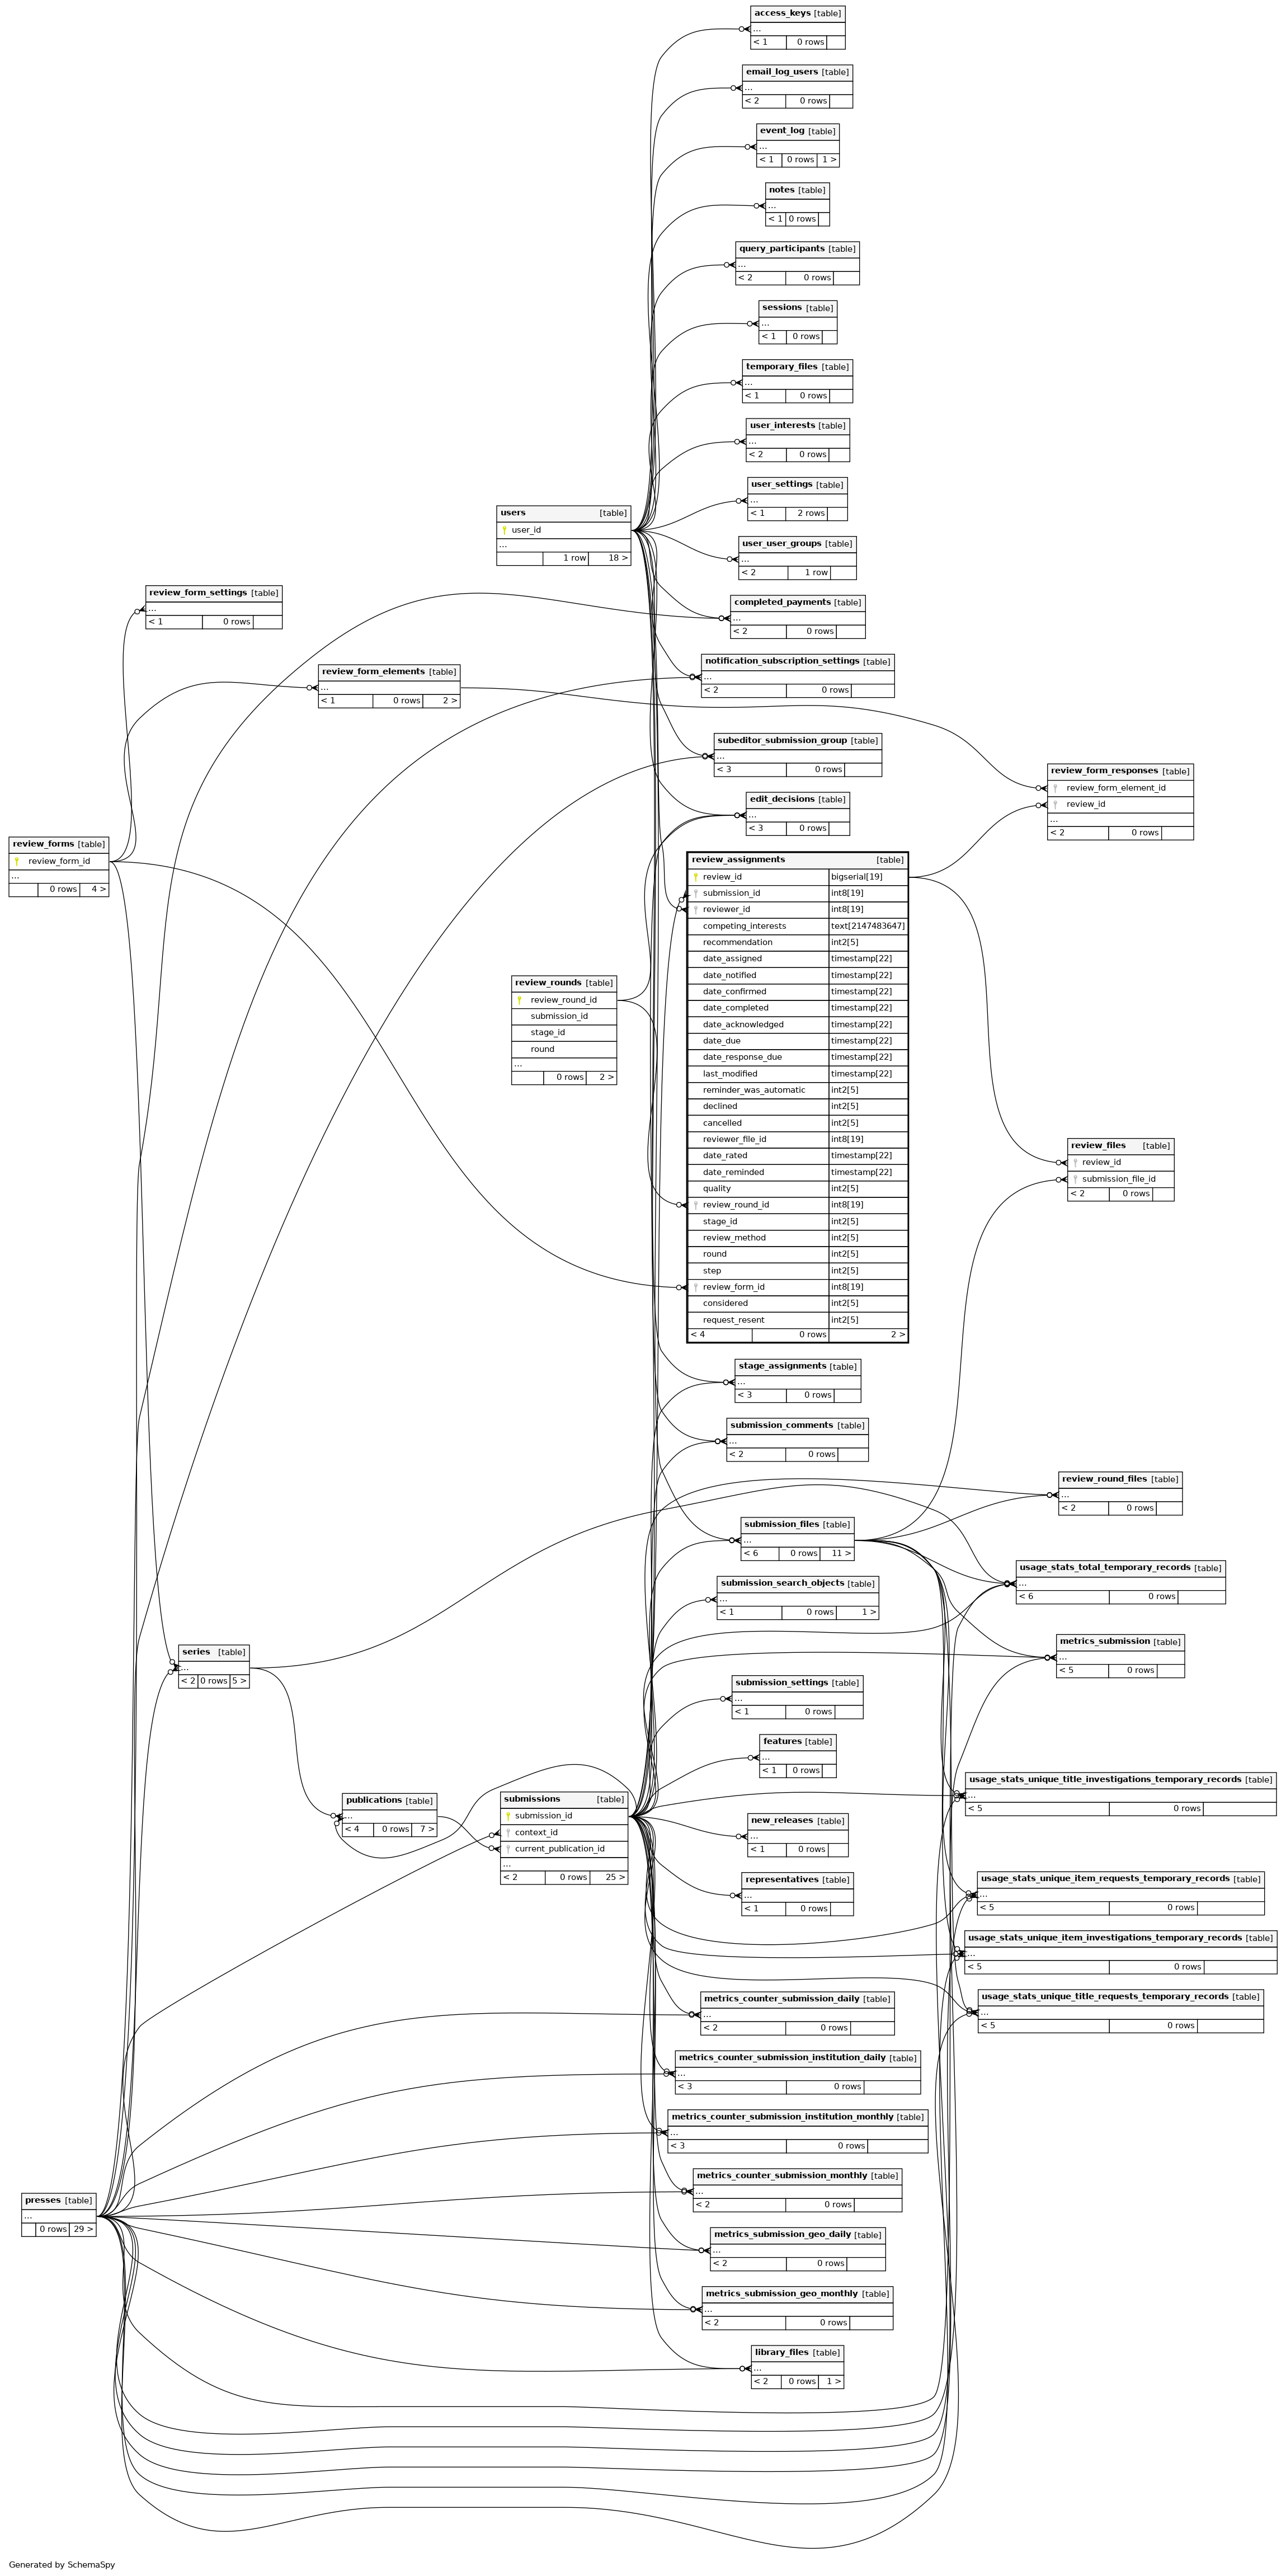 access_keys [table]
...
< 1 0 rows
email_log_users [table]
...
< 2 0 rows
event_log [table]
...
< 1 0 rows 1 >
notes [table]
...
< 1 0 rows
query_participants [table]
...
< 2 0 rows
sessions [table]
...
< 1 0 rows
temporary_files [table]
...
< 1 0 rows
user_interests [table]
...
< 2 0 rows
user_settings [table]
...
< 1 2 rows
users [table]
user_id
...
1 row 18 >
user_user_groups [table]
...
< 2 1 row
review_form_settings [table]
...
< 1 0 rows
completed_payments [table]
...
< 2 0 rows
notification_subscription_settings [table]
...
< 2 0 rows
review_form_elements [table]
...
< 1 0 rows 2 >
subeditor_submission_group [table]
...
< 3 0 rows
review_form_responses [table]
review_form_element_id
review_id
...
< 2 0 rows
edit_decisions [table]
...
< 3 0 rows
review_forms [table]
review_form_id
...
0 rows 4 >
review_assignments [table]
review_id bigserial[19]
submission_id int8[19]
reviewer_id int8[19]
competing_interests text[2147483647]
recommendation int2[5]
date_assigned timestamp[22]
date_notified timestamp[22]
date_confirmed timestamp[22]
date_completed timestamp[22]
date_acknowledged timestamp[22]
date_due timestamp[22]
date_response_due timestamp[22]
last_modified timestamp[22]
reminder_was_automatic int2[5]
declined int2[5]
cancelled int2[5]
reviewer_file_id int8[19]
date_rated timestamp[22]
date_reminded timestamp[22]
quality int2[5]
review_round_id int8[19]
stage_id int2[5]
review_method int2[5]
round int2[5]
step int2[5]
review_form_id int8[19]
considered int2[5]
request_resent int2[5]
< 4 0 rows 2 >
review_rounds [table]
review_round_id
submission_id
stage_id
round
...
0 rows 2 >
review_files [table]
review_id
submission_file_id
< 2 0 rows
stage_assignments [table]
...
< 3 0 rows
submission_comments [table]
...
< 2 0 rows
review_round_files [table]
...
< 2 0 rows
submission_files [table]
...
< 6 0 rows 11 >
usage_stats_total_temporary_records [table]
...
< 6 0 rows
submission_search_objects [table]
...
< 1 0 rows 1 >
metrics_submission [table]
...
< 5 0 rows
series [table]
...
< 2 0 rows 5 >
submission_settings [table]
...
< 1 0 rows
features [table]
...
< 1 0 rows
usage_stats_unique_title_investigations_temporary_records [table]
...
< 5 0 rows
publications [table]
...
< 4 0 rows 7 >
submissions [table]
submission_id
context_id
current_publication_id
...
< 2 0 rows 25 >
new_releases [table]
...
< 1 0 rows
representatives [table]
...
< 1 0 rows
usage_stats_unique_item_requests_temporary_records [table]
...
< 5 0 rows
usage_stats_unique_item_investigations_temporary_records [table]
...
< 5 0 rows
usage_stats_unique_title_requests_temporary_records [table]
...
< 5 0 rows
metrics_counter_submission_daily [table]
...
< 2 0 rows
metrics_counter_submission_institution_daily [table]
...
< 3 0 rows
metrics_counter_submission_institution_monthly [table]
...
< 3 0 rows
metrics_counter_submission_monthly [table]
...
< 2 0 rows
presses [table]
...
0 rows 29 >
metrics_submission_geo_daily [table]
...
< 2 0 rows
metrics_submission_geo_monthly [table]
...
< 2 0 rows
library_files [table]
...
< 2 0 rows 1 >
Generated by SchemaSpy